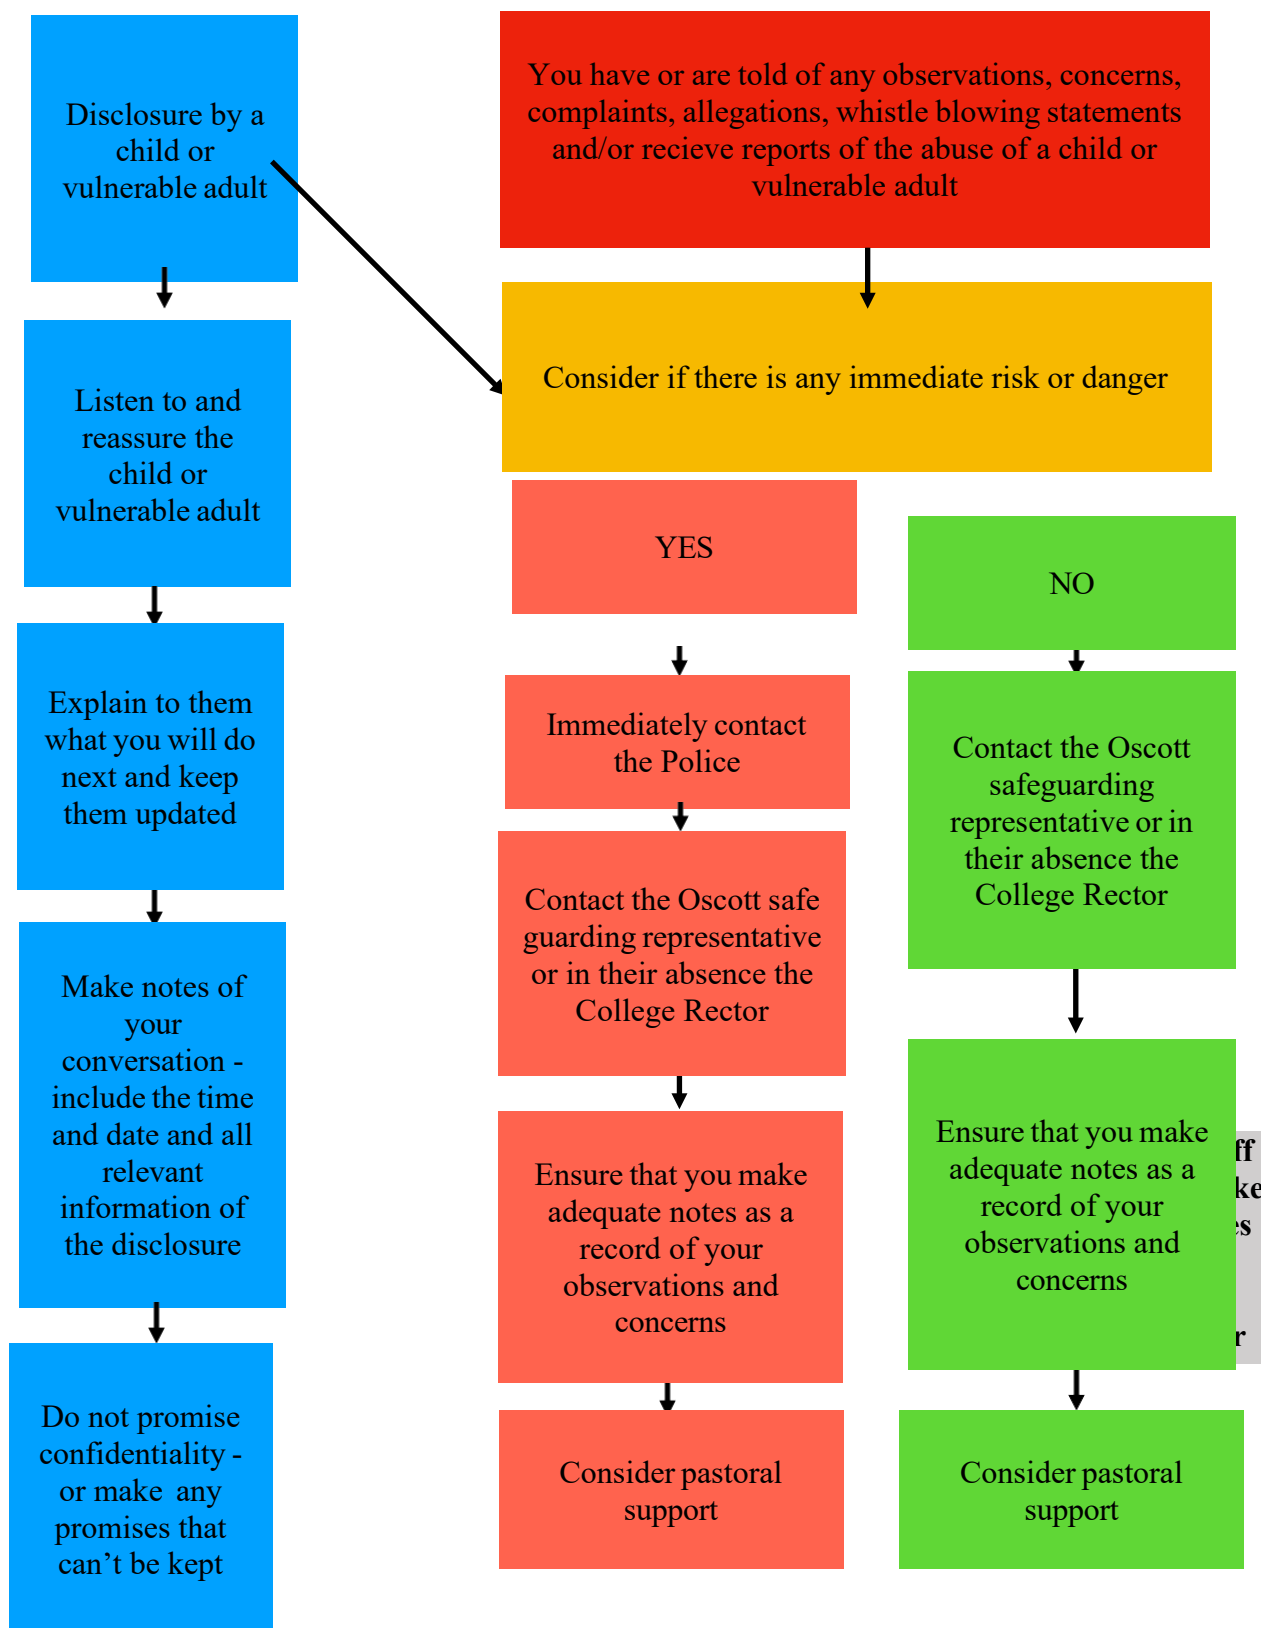 Disclosure by a
child or
vulnerable adult
You have or are told of any observations, concerns,
complaints, allegations, whistle blowing statements
and/or recieve reports of the abuse of a child or
vulnerable adult
Consider if there is any immediate risk or danger
Listen to and
reassure the
child or
vulnerable adult
Explain to them
what you will do
next and keep
them updated
Make notes of
your
conversation -
include the time
and date and all
relevant
information of
the disclosure
Do not promise
confidentiality -
or make any
promises that
can't be kept
YES
Immediately contact
the Police
Contact the Oscott safe
guarding representative
or in their absence the
College Rector
Ensure that you make
adequate notes as a
record of your
observations and
concerns
Consider pastoral
support
NO
Contact the Oscott
safeguarding
representative or in
their absence the
College Rector
Ensure that you make
adequate notes as a
record of your
observations and
concerns
Consider pastoral
support